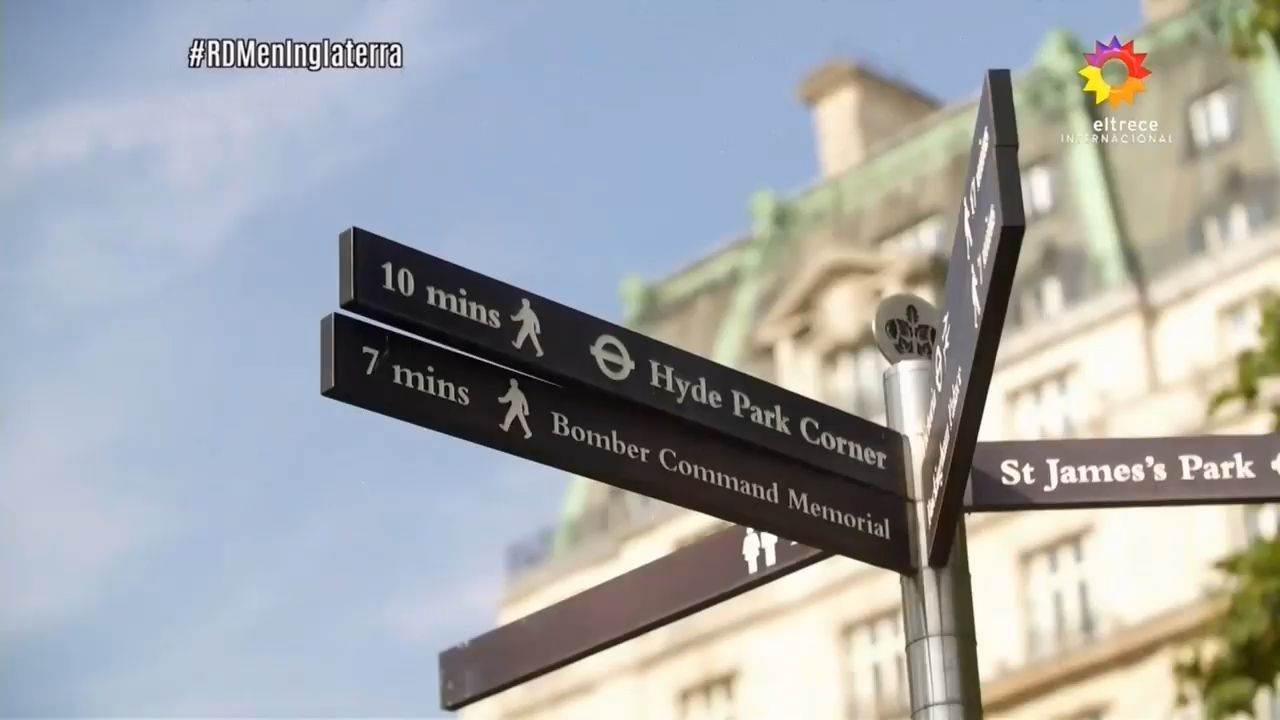 #RDMenInglaterra
eltrece
INTERNACIONAL
10 mins Hyde Park Corner
7 mins Bomber Command Memorial
St James's Park